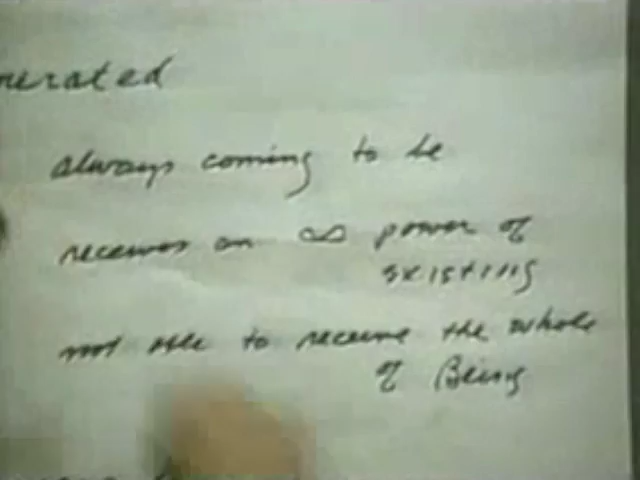 nerated
always coming to be
receives an ∞ power of
existing
not able to receive the whole
of Being